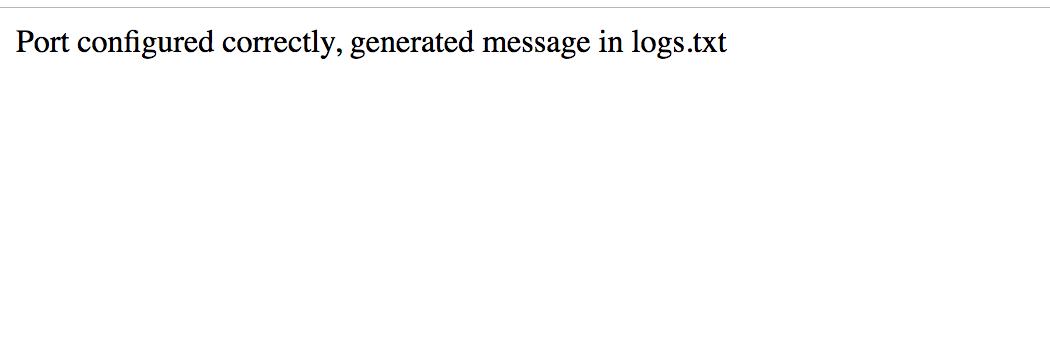 Port configured correctly, generated message in logs.txt